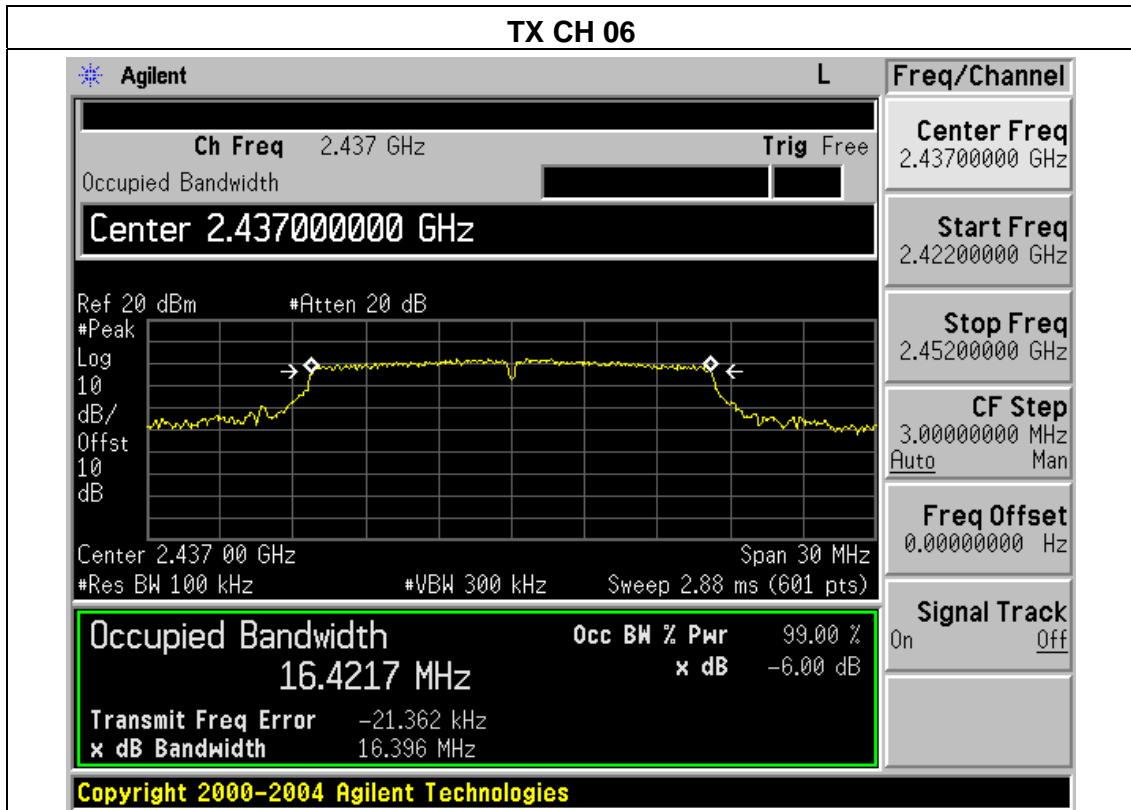 TX CH 06
Agilent L Freq/Channel
Ch Freq 2.437 GHz Trig Free
Occupied Bandwidth
Center 2.437000000 GHz
Ref 20 dBm #Atten 20 dB
#Peak
Log
10
dB/
Offst
10
dB
Center 2.437 00 GHz Span 30 MHz
#Res BW 100 kHz #VBW 300 kHz Sweep 2.88 ms (601 pts)
Occupied Bandwidth Occ BW % Pwr 99.00 %
16.4217 MHz x dB -6.00 dB
Transmit Freq Error -21.362 kHz
x dB Bandwidth 16.396 MHz
Copyright 2000-2004 Agilent Technologies
Center Freq
2.43700000 GHz
Start Freq
2.42200000 GHz
Stop Freq
2.45200000 GHz
CF Step
3.00000000 MHz
Auto Man
Freq Offset
0.00000000 Hz
Signal Track
On Off